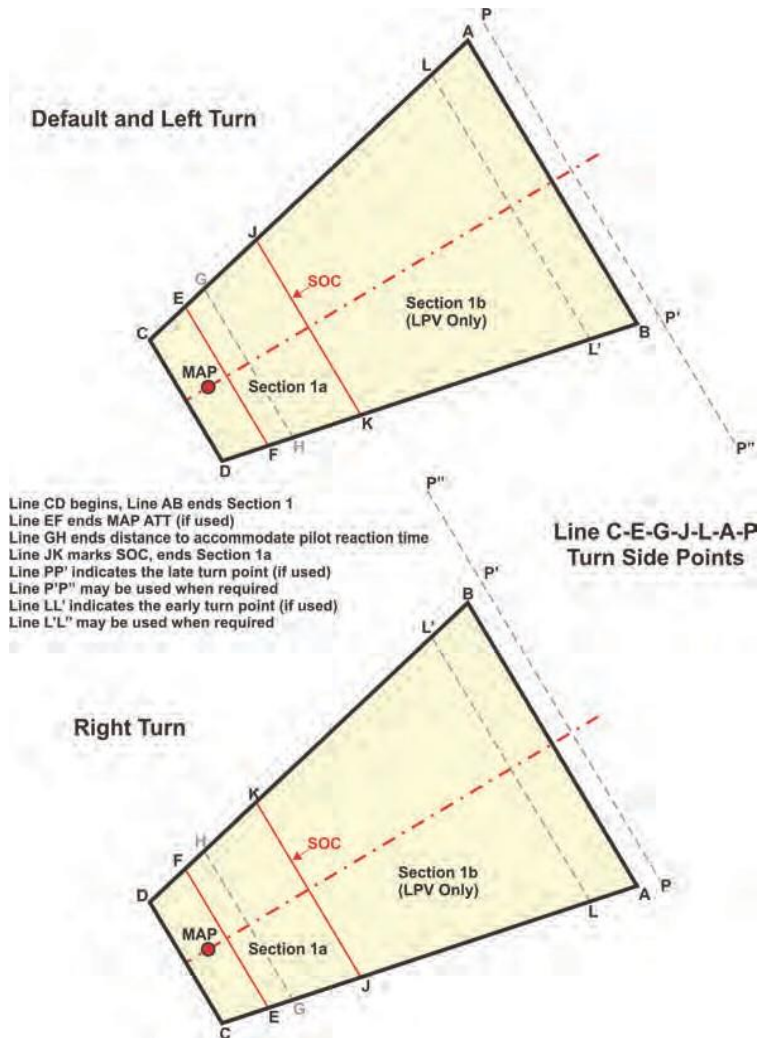 P
A
L
Default and Left Turn
J
SOC
G
E
Section 1b
(LPV Only)
C
B
P'
L'
MAP
Section 1a
K
F
H
D
P"
P"
Line CD begins, Line AB ends Section 1
Line EF ends MAP ATT (if used)
Line GH ends distance to accommodate pilot reaction time
Line JK marks SOC, ends Section 1a
Line PP' indicates the late turn point (if used)
Line P'P" may be used when required
Line LL' indicates the early turn point (if used)
Line L'L" may be used when required
Line C-E-G-J-L-A-P
Turn Side Points
P'
B
L'
Right Turn
K
SOC
H
F
Section 1b
(LPV Only)
D
A
P
L
MAP
Section 1a
J
G
E
C